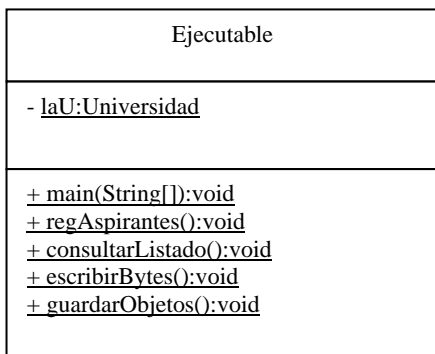 Ejecutable
- laU:Universidad
+ main(String[]):void
+ regAspirantes():void
+ consultarListado():void
+ escribirBytes():void
+ guardarObjetos():void